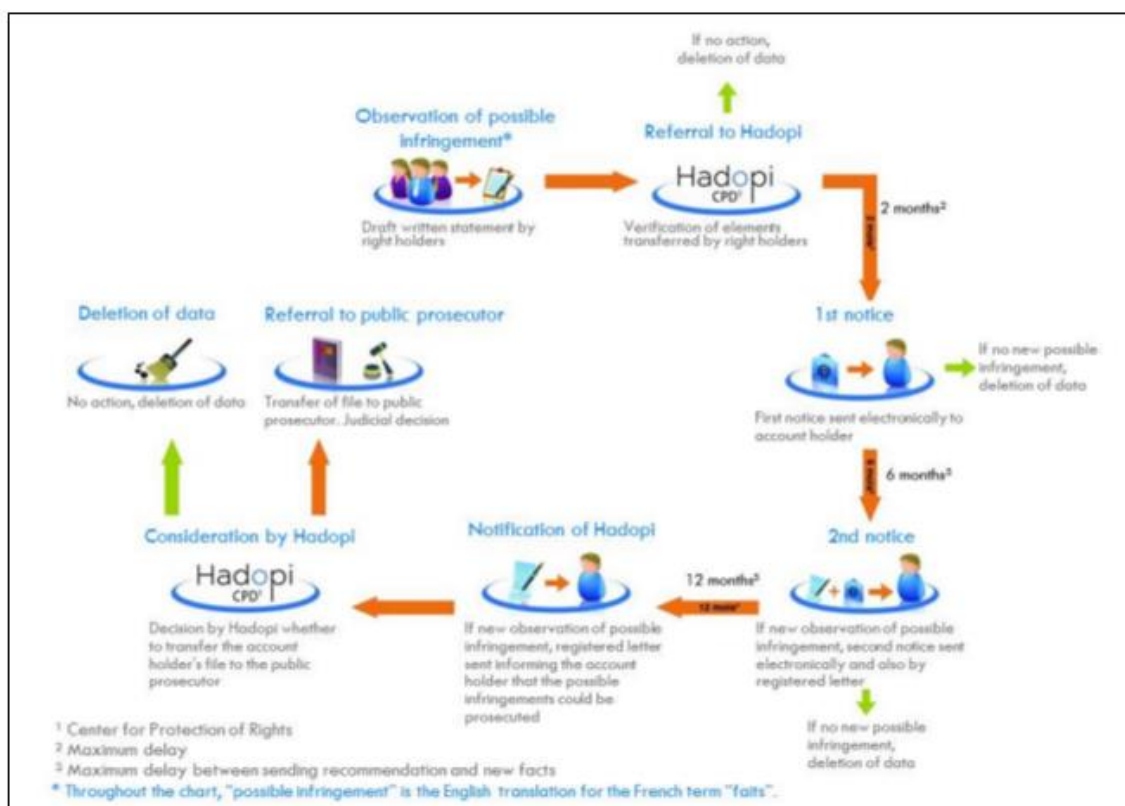 If no action,
deletion of data
Observation of possible
infringement*
Referral to Hadopi
Hadopi
CPD¹
Draft written statement by
right holders
Verification of elements
transferred by right holders
2 months²
Deletion of data
Referral to public prosecutor
1st notice
If no new possible
infringement,
deletion of data
No action, deletion of data
Transfer of file to public
prosecutor. Judicial decision
First notice sent electronically to
account holder
6 months³
Consideration by Hadopi
Notification of Hadopi
2nd notice
Hadopi
CPD¹
12 months³
Decision by Hadopi whether
to transfer the account
holder's file to the public
prosecutor
If new observation of possible
infringement, registered letter
sent informing the account
holder that the possible
infringements could be
prosecuted
If new observation of possible
infringement, second notice sent
electronically and also by
registered letter
If no new possible
infringement,
deletion of data
¹ Center for Protection of Rights
² Maximum delay
³ Maximum delay between sending recommendation and new facts
* Throughout the chart, "possible infringement" is the English translation for the French term "faits".